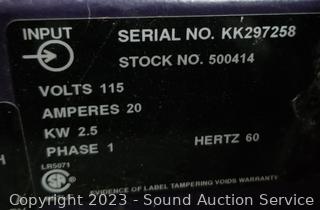 INPUT
SERIAL NO. KK297258
STOCK NO. 500414
VOLTS 115
AMPERES 20
KW 2.5
PHASE 1
HERTZ 60
H
LR5071
EVIDENCE OF LABEL TAMPERING VOIDS WARRANTY
Copyright 2023 - Sound Auction Service